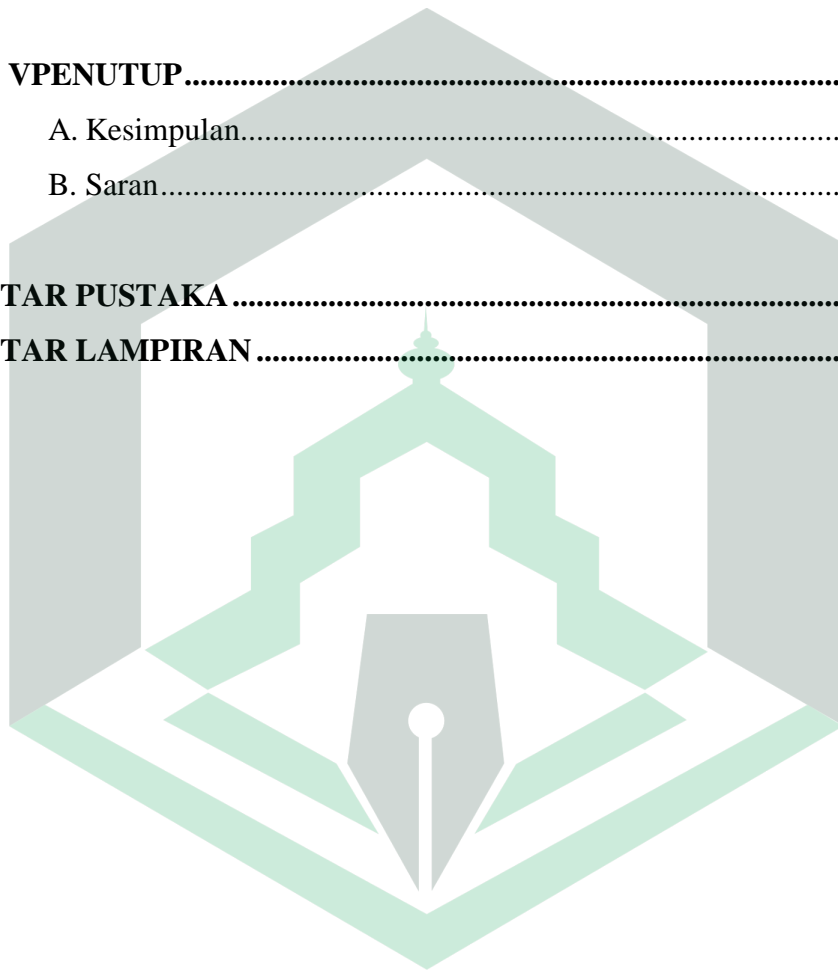 VPENUTUP........................................................................................................
A. Kesimpulan................................................................................................
B. Saran..........................................................................................................
TAR PUSTAKA..................................................................................................
TAR LAMPIRAN...............................................................................................